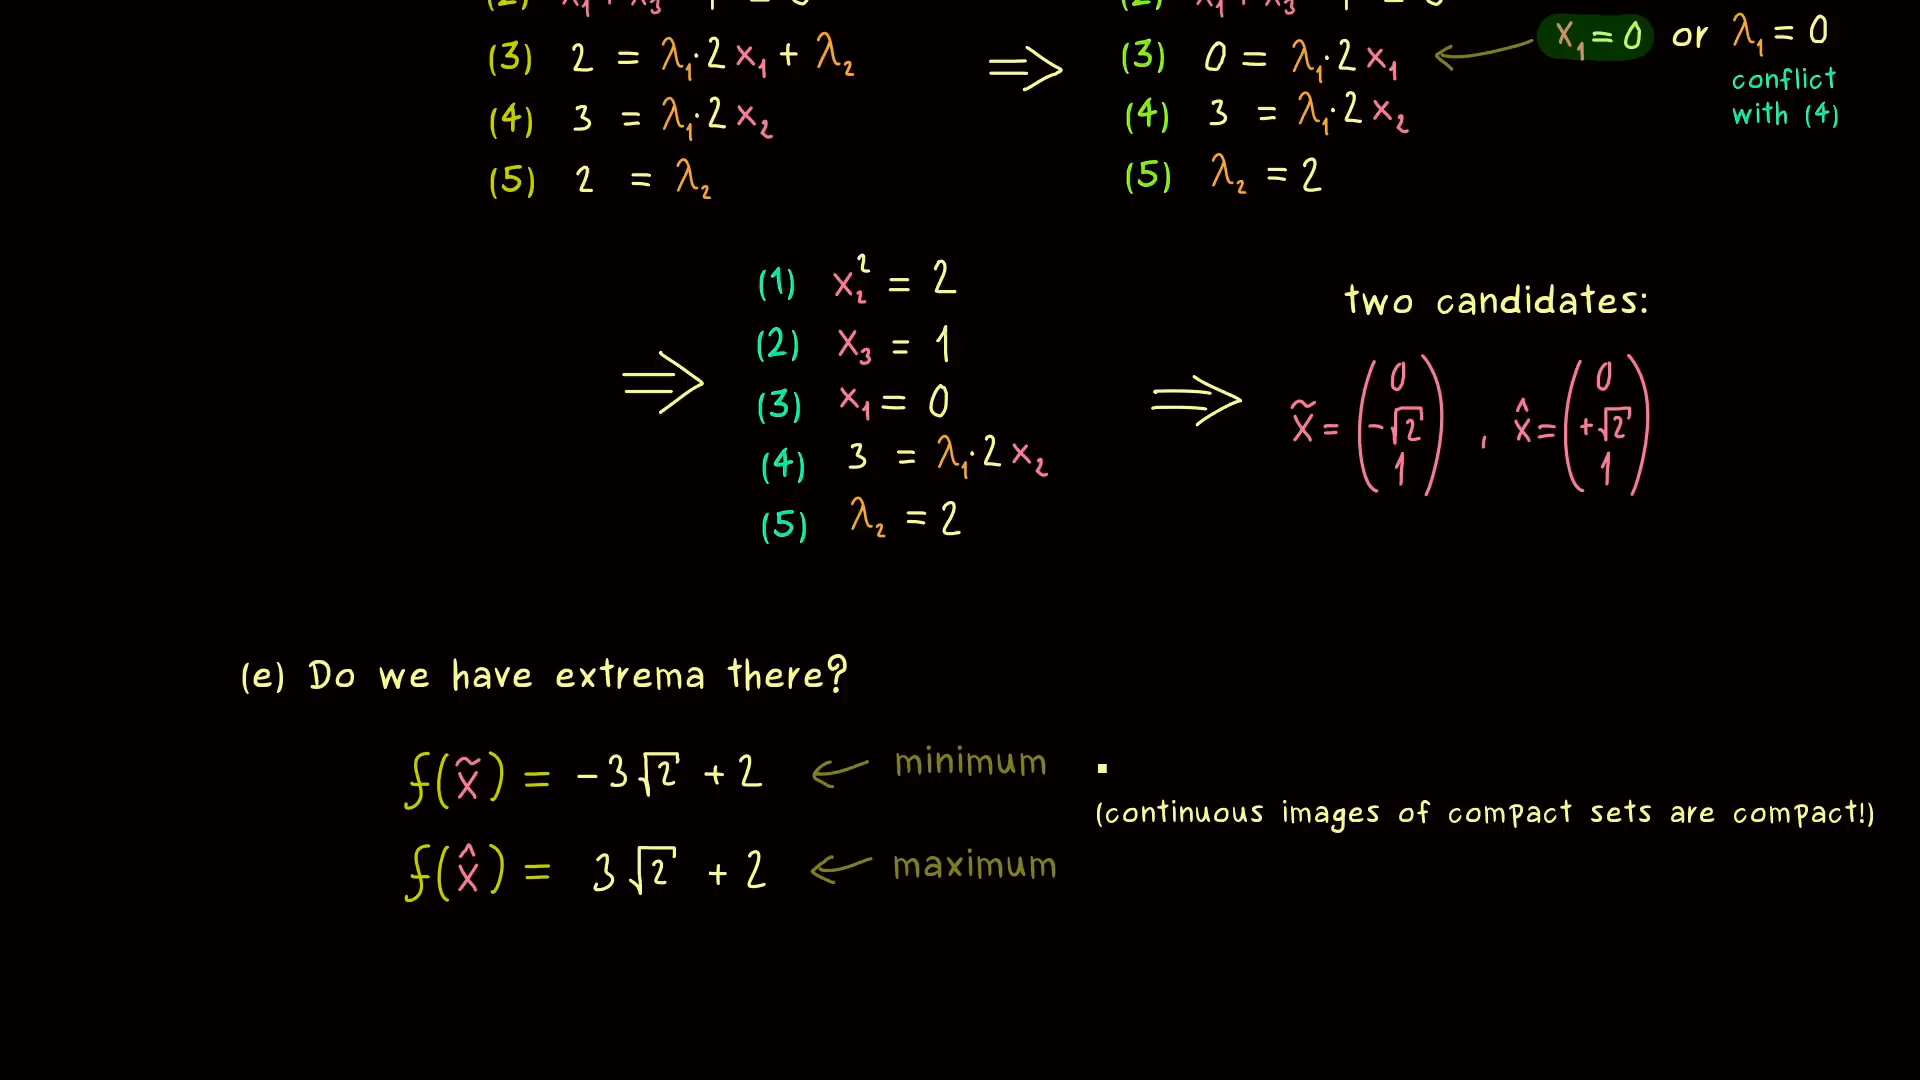 (3) 2 = λ₁·2x₁ + λ₂ ⟹ (3) 0 = λ₁·2x₁ ← x₁ = 0 or λ₁ = 0
conflict
with (4)
(4) 3 = λ₁·2x₂ (4) 3 = λ₁·2x₂
(5) 2 = λ₂ (5) λ₂ = 2
(1) x₂² = 2
(2) x₃ = 1
(3) x₁ = 0
(4) 3 = λ₁·2x₂
(5) λ₂ = 2
two candidates:
x̃ = (0, -√2, 1) , x̂ = (0, +√2, 1)
(e) Do we have extrema there?
f(x̃) = -3√2 + 2 ← minimum
(continuous images of compact sets are compact!)
f(x̂) = 3√2 + 2 ← maximum